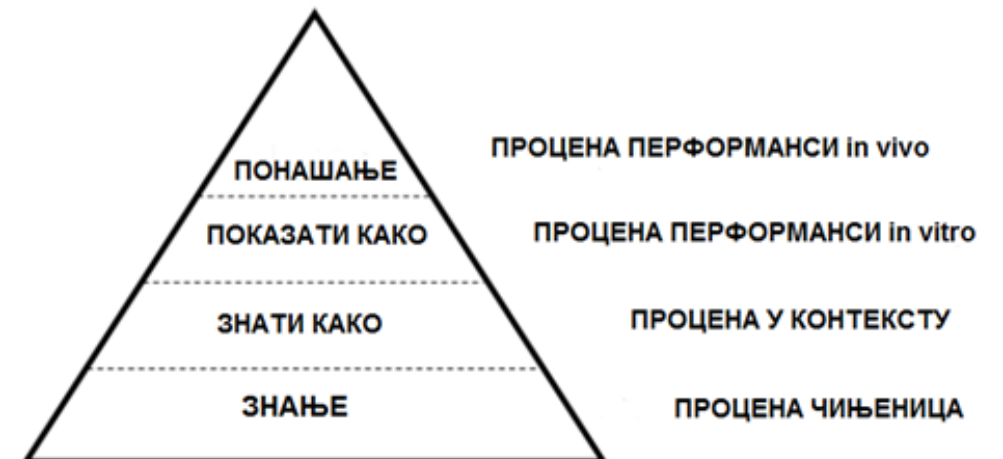 ПОНАШАЊЕ ПРОЦЕНА ПЕРФОРМАНСИ in vivo
ПОКАЗАТИ КАКО ПРОЦЕНА ПЕРФОРМАНСИ in vitro
ЗНАТИ КАКО ПРОЦЕНА У КОНТЕКСТУ
ЗНАЊЕ ПРОЦЕНА ЧИЊЕНИЦА